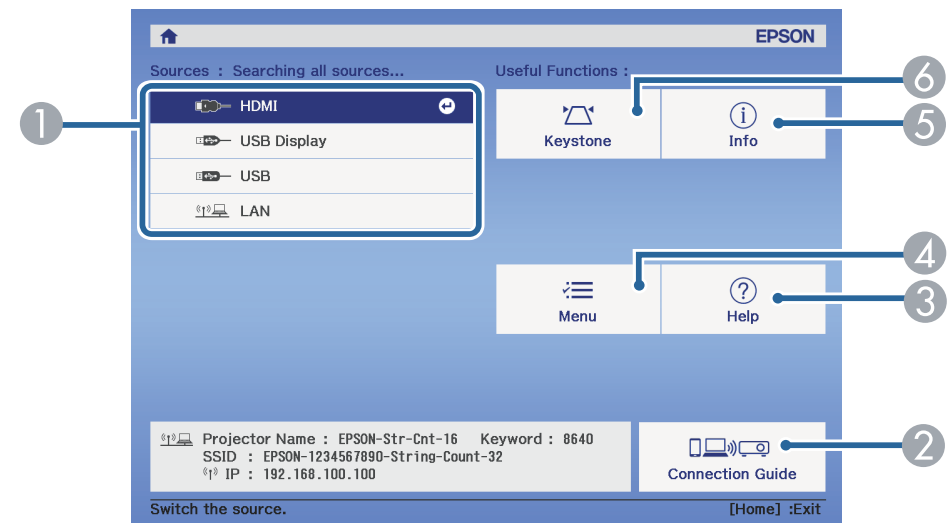 EPSON
Sources : Searching all sources...
Useful Functions :
HDMI
USB Display
USB
LAN
Keystone
Info
Menu
Help
Projector Name : EPSON-Str-Cnt-16 Keyword : 8640
SSID : EPSON-1234567890-String-Count-32
IP : 192.168.100.100
Connection Guide
Switch the source.
[Home] :Exit
1
6
5
4
3
2